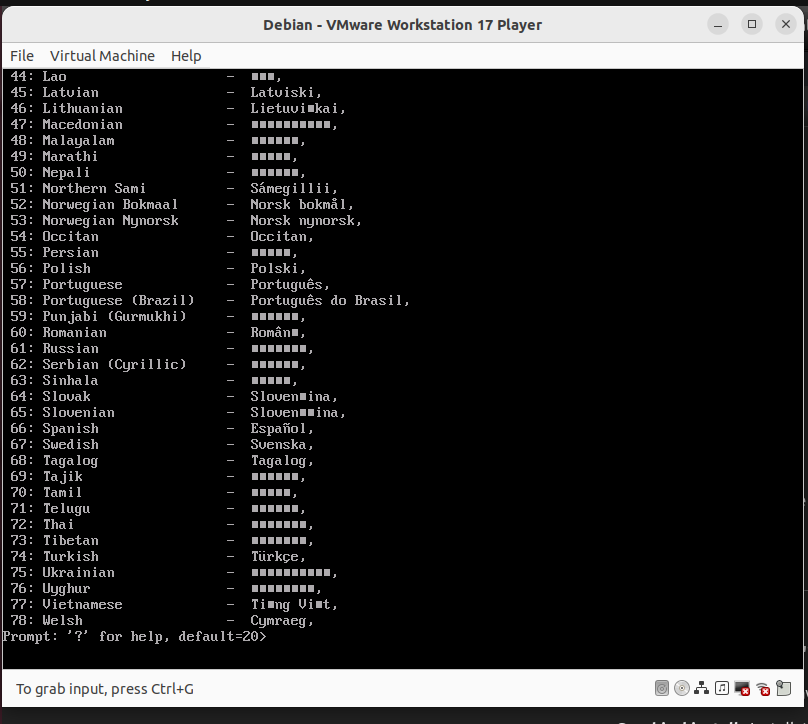 Debian - VMware Workstation 17 Player
File Virtual Machine Help
44: Lao - ■■■,
45: Latvian - Latviski,
46: Lithuanian - Lietuvi■kai,
47: Macedonian - ■■■■■■■■■■,
48: Malayalam - ■■■■■■,
49: Marathi - ■■■■■,
50: Nepali - ■■■■■■,
51: Northern Sami - Sámegillii,
52: Norwegian Bokmaal - Norsk bokmål,
53: Norwegian Nynorsk - Norsk nynorsk,
54: Occitan - Occitan,
55: Persian - ■■■■■,
56: Polish - Polski,
57: Portuguese - Português,
58: Portuguese (Brazil) - Português do Brasil,
59: Punjabi (Gurmukhi) - ■■■■■■,
60: Romanian - Român■,
61: Russian - ■■■■■■■,
62: Serbian (Cyrillic) - ■■■■■■,
63: Sinhala - ■■■■■,
64: Slovak - Sloven■ina,
65: Slovenian - Sloven■■ina,
66: Spanish - Español,
67: Swedish - Svenska,
68: Tagalog - Tagalog,
69: Tajik - ■■■■■■,
70: Tamil - ■■■■■,
71: Telugu - ■■■■■■,
72: Thai - ■■■■■■■,
73: Tibetan - ■■■■■■■,
74: Turkish - Türkçe,
75: Ukrainian - ■■■■■■■■■■,
76: Uyghur - ■■■■■■■■,
77: Vietnamese - Ti■ng Vi■t,
78: Welsh - Cymraeg,
Prompt: '?' for help, default=20>
To grab input, press Ctrl+G